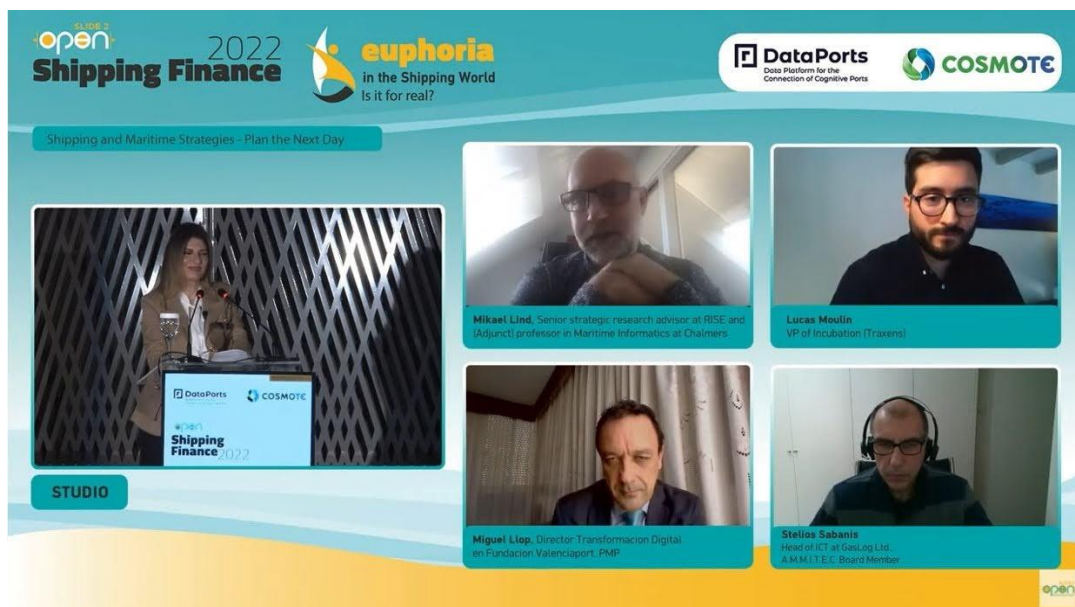 SLIDE 2
open
2022
Shipping Finance
euphoria
in the Shipping World
Is it for real?
DataPorts
Data Platform for the
Connection of Cognitive Ports
COSMOTE
Shipping and Maritime Strategies - Plan the Next Day
DataPorts
COSMOTE
open
Shipping
Finance 2022
STUDIO
Mikael Lind, Senior strategic research advisor at RISE and
(Adjunct) professor in Maritime Informatics at Chalmers
Lucas Moulin
VP of Incubation (Traxens)
Miguel Llop, Director Transformacion Digital
en Fundacion Valenciaport, PMP
Stelios Sabanis
Head of ICT at GasLog Ltd.,
A.M.M.I.T.E.C. Board Member
open